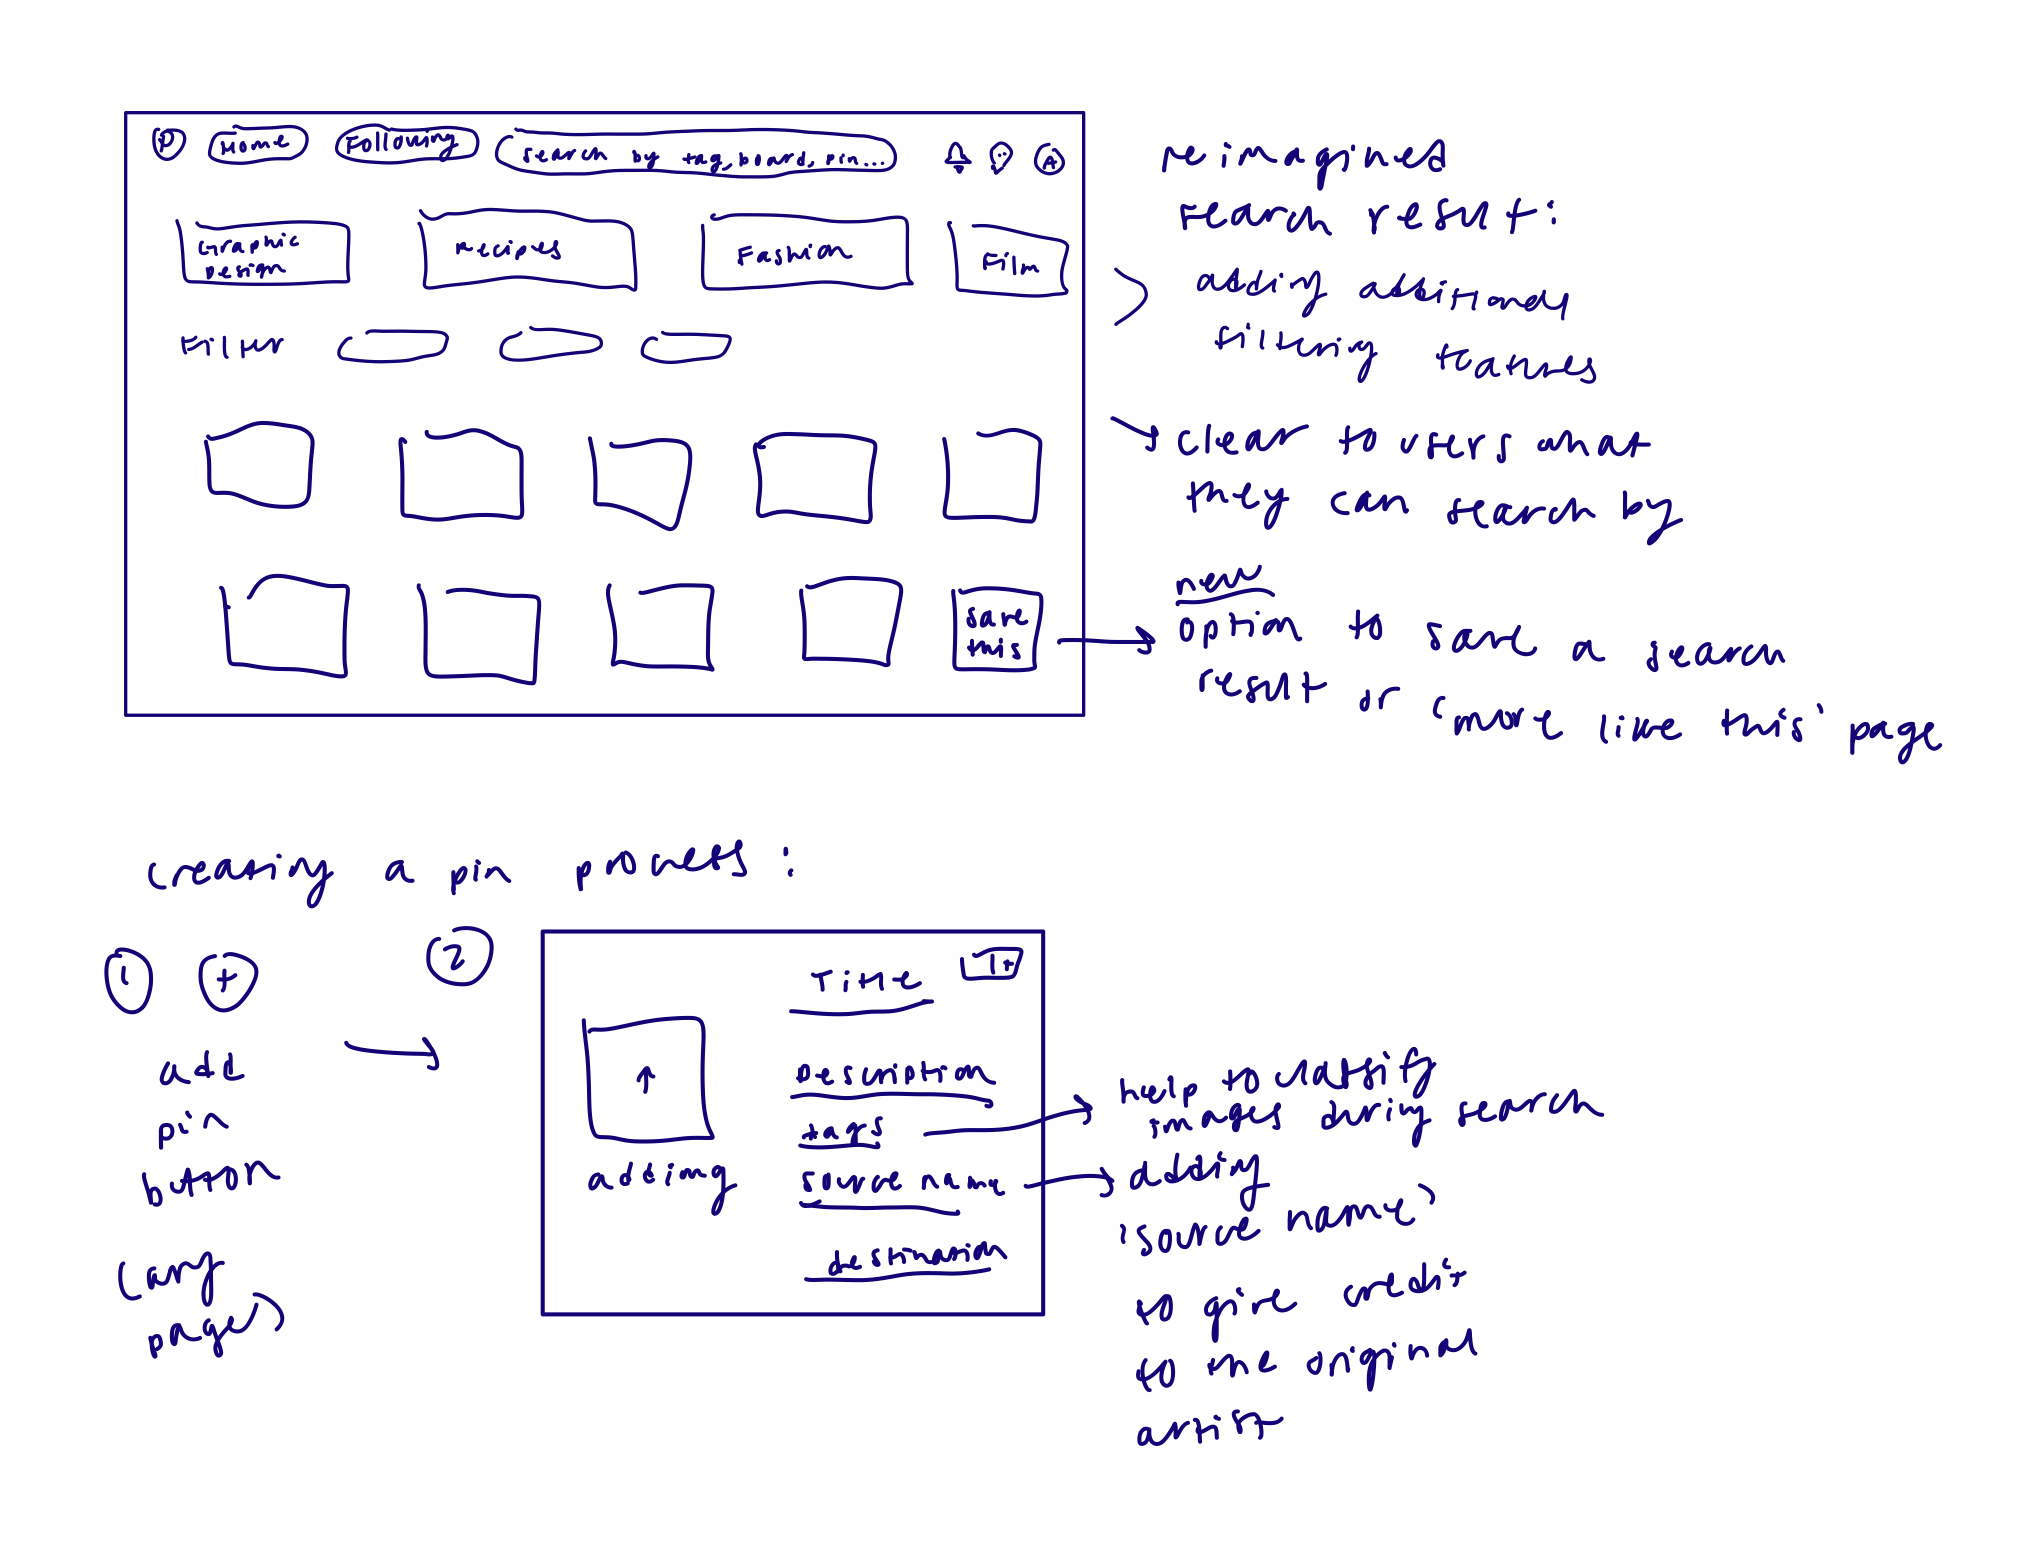 P Home Following search by tag, board, pin... A
Graphic
Design
Recipes
Fashion
Film
Filter
save
this
reimagined
search result:
adding additional
filtering features
clear to users what
they can search by
new
option to save a search
result or 'more like this' page
creating a pin process:
1 +
add
pin
button
(any
page)
2
Title
Description
tags
source name
destination
add img
help to classify
images during search
adding
'source name'
to give credit
to the original
artist